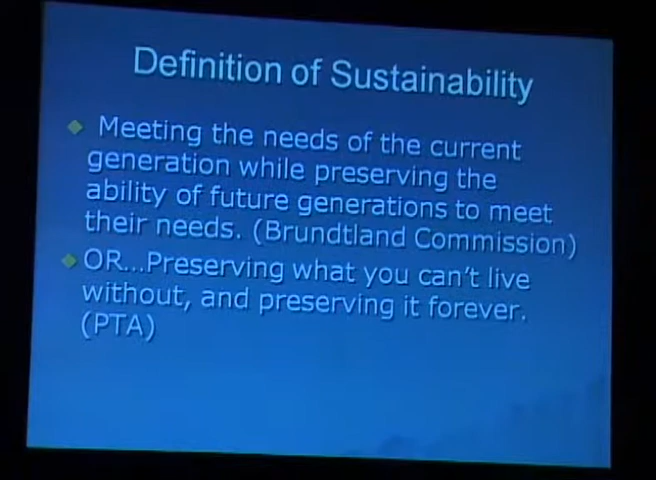 Definition of Sustainability
Meeting the needs of the current
generation while preserving the
ability of future generations to meet
their needs. (Brundtland Commission)
OR...Preserving what you can't live
without, and preserving it forever.
(PTA)